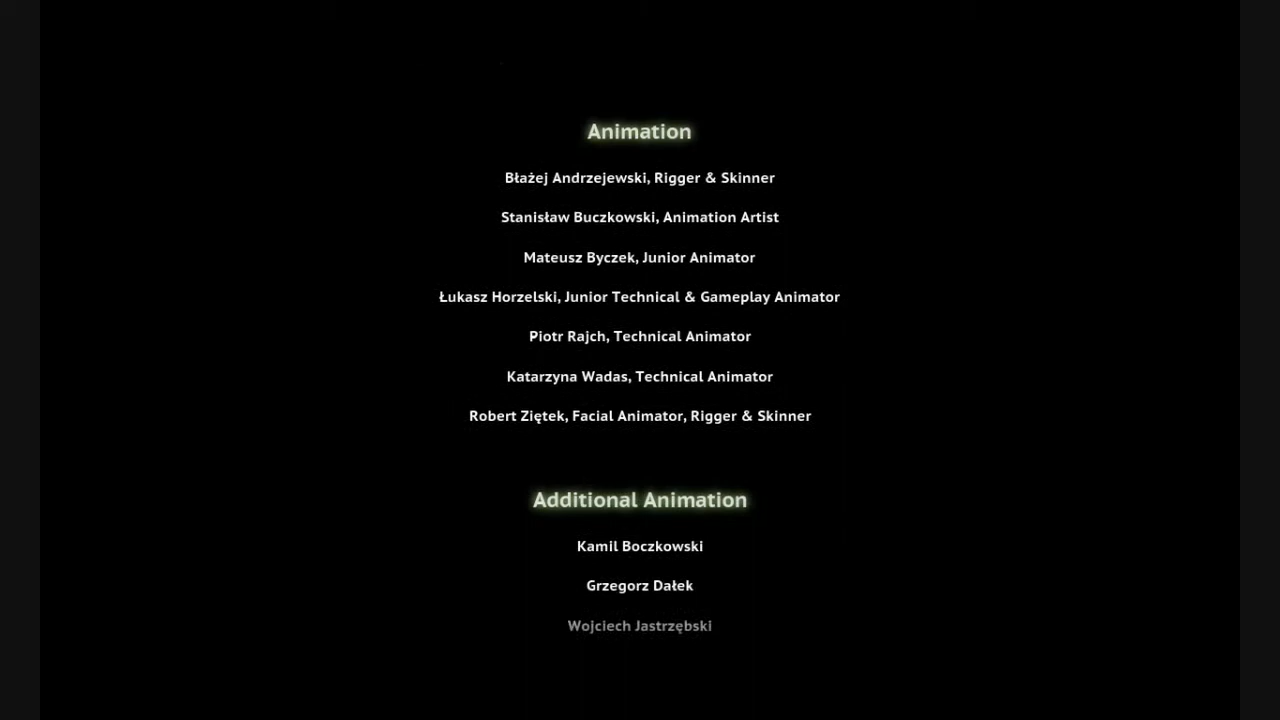 Animation
Błażej Andrzejewski, Rigger & Skinner
Stanisław Buczkowski, Animation Artist
Mateusz Byczek, Junior Animator
Łukasz Horzelski, Junior Technical & Gameplay Animator
Piotr Rajch, Technical Animator
Katarzyna Wadas, Technical Animator
Robert Ziętek, Facial Animator, Rigger & Skinner
Additional Animation
Kamil Boczkowski
Grzegorz Dałek
Wojciech Jastrzębski